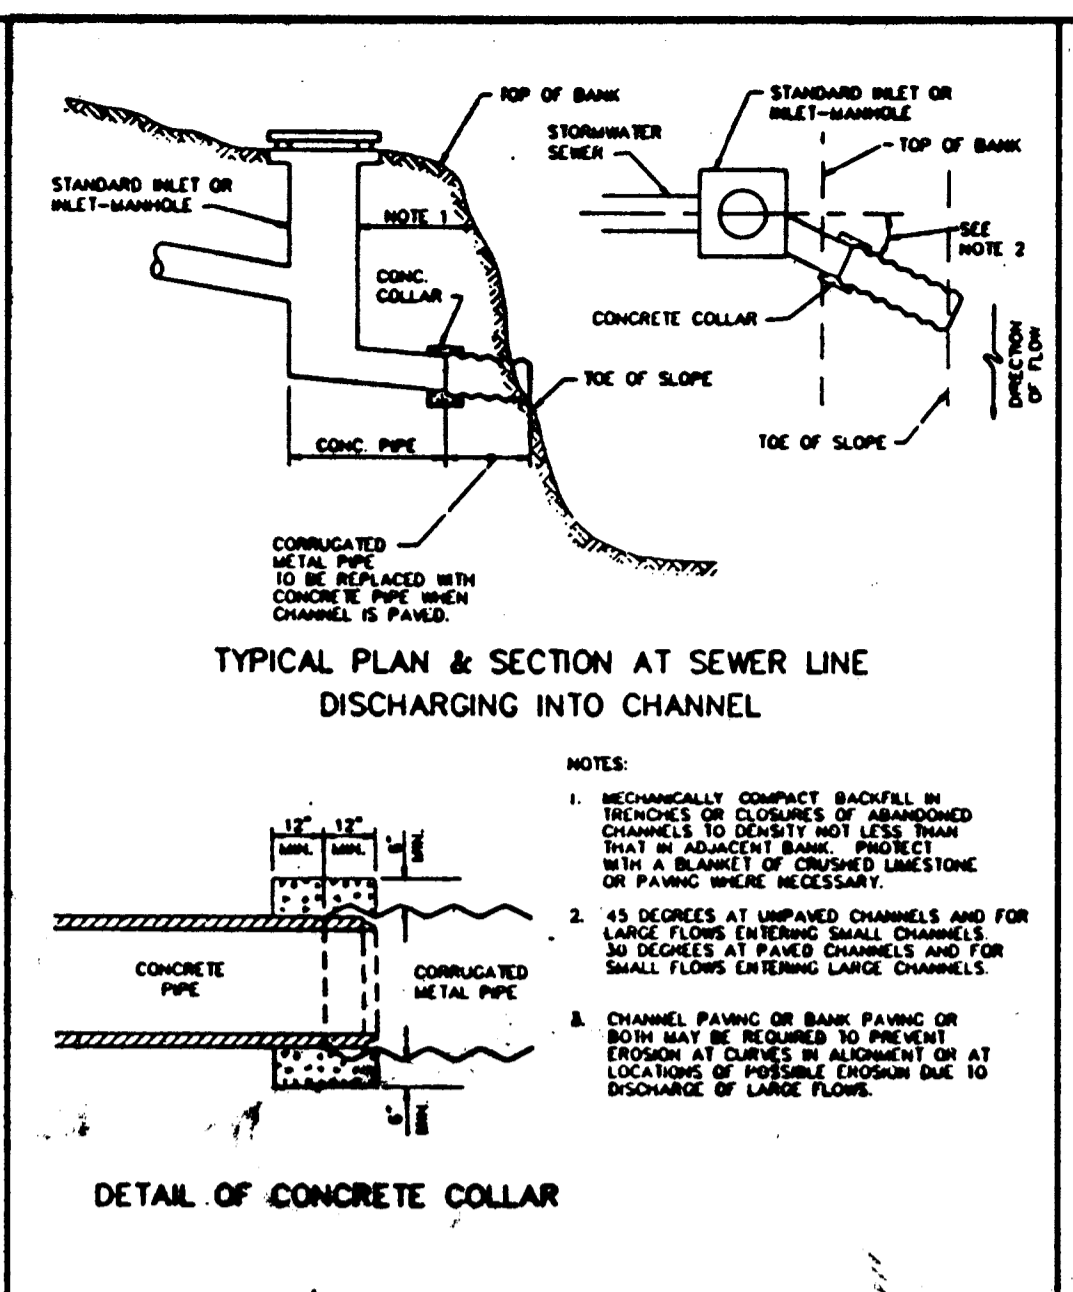 TOP OF BANK
STANDARD INLET OR
INLET-MANHOLE
NOTE 1
CONC.
COLLAR
TOE OF SLOPE
CONC. PIPE
CORRUGATED
METAL PIPE
TO BE REPLACED WITH
CONCRETE PIPE WHEN
CHANNEL IS PAVED.
STORMWATER
SEWER
STANDARD INLET OR
INLET-MANHOLE
TOP OF BANK
SEE
NOTE 2
CONCRETE COLLAR
DIRECTION
OF FLOW
TOE OF SLOPE
TYPICAL PLAN & SECTION AT SEWER LINE
DISCHARGING INTO CHANNEL
12" 12"
MIN. MIN.
6"
MIN.
CONCRETE
PIPE
CORRUGATED
METAL PIPE
6"
MIN.
DETAIL OF CONCRETE COLLAR
NOTES:
1. MECHANICALLY COMPACT BACKFILL IN
TRENCHES OR CLOSURES OF ABANDONED
CHANNELS TO DENSITY NOT LESS THAN
THAT IN ADJACENT BANK. PROTECT
WITH A BLANKET OF CRUSHED LIMESTONE
OR PAVING WHERE NECESSARY.
2. 45 DEGREES AT UNPAVED CHANNELS AND FOR
LARGE FLOWS ENTERING SMALL CHANNELS.
30 DEGREES AT PAVED CHANNELS AND FOR
SMALL FLOWS ENTERING LARGE CHANNELS.
3. CHANNEL PAVING OR BANK PAVING OR
BOTH MAY BE REQUIRED TO PREVENT
EROSION AT CURVES IN ALIGNMENT OR AT
LOCATIONS OF POSSIBLE EROSION DUE TO
DISCHARGE OF LARGE FLOWS.